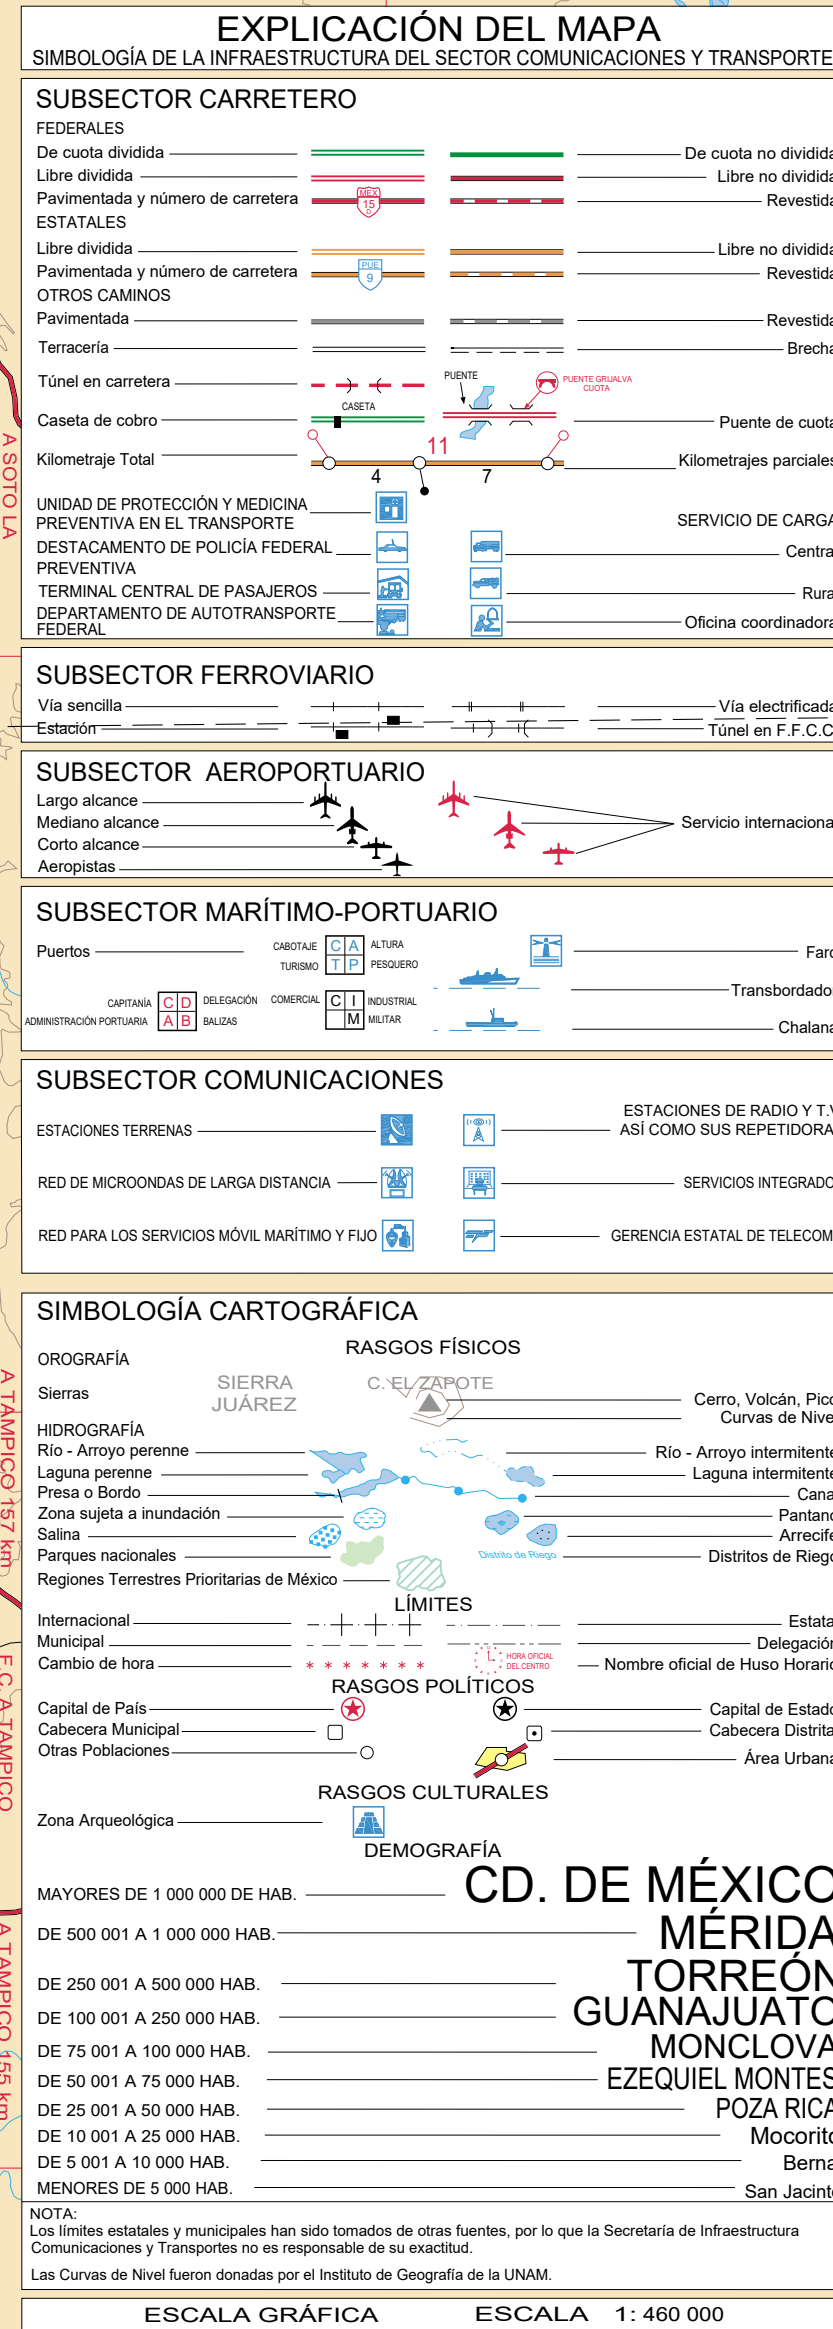 EXPLICACIÓN DEL MAPA
SIMBOLOGÍA DE LA INFRAESTRUCTURA DEL SECTOR COMUNICACIONES Y TRANSPORTE
SUBSECTOR CARRETERO
FEDERALES
De cuota dividida De cuota no dividida
Libre dividida Libre no dividida
Pavimentada y número de carretera MEX 15 D Revestida
ESTATALES
Libre dividida Libre no dividida
Pavimentada y número de carretera PUE 9 Revestida
OTROS CAMINOS
Pavimentada Revestida
Terracería Brecha
Túnel en carretera PUENTE PUENTE GRIJALVA
CUOTA
CASETA
Caseta de cobro Puente de cuota
11
Kilometraje Total Kilometrajes parciales
4 7
UNIDAD DE PROTECCIÓN Y MEDICINA
PREVENTIVA EN EL TRANSPORTE
SERVICIO DE CARGA
DESTACAMENTO DE POLICÍA FEDERAL
PREVENTIVA
Centra
TERMINAL CENTRAL DE PASAJEROS Rura
DEPARTAMENTO DE AUTOTRANSPORTE
FEDERAL
Oficina coordinadora
SUBSECTOR FERROVIARIO
Vía sencilla Vía electrificada
Estación Túnel en F.F.C.C.
SUBSECTOR AEROPORTUARIO
Largo alcance
Mediano alcance Servicio internaciona
Corto alcance
Aeropistas
SUBSECTOR MARÍTIMO-PORTUARIO
Puertos CABOTAJE C A ALTURA Faro
TURISMO T P PESQUERO
Transbordador
CAPITANÍA C D DELEGACIÓN COMERCIAL C I INDUSTRIAL
ADMINISTRACIÓN PORTUARIA A B BALIZAS M MILITAR
Chalana
SUBSECTOR COMUNICACIONES
ESTACIONES TERRENAS
ESTACIONES DE RADIO Y T.V
ASÍ COMO SUS REPETIDORA
RED DE MICROONDAS DE LARGA DISTANCIA SERVICIOS INTEGRADO
RED PARA LOS SERVICIOS MÓVIL MARÍTIMO Y FIJO GERENCIA ESTATAL DE TELECOM
SIMBOLOGÍA CARTOGRÁFICA
RASGOS FÍSICOS
OROGRAFÍA
Sierras SIERRA
JUÁREZ
C. EL ZAPOTE
Cerro, Volcán, Pico
Curvas de Nive
HIDROGRAFÍA
Río - Arroyo perenne Río - Arroyo intermitente
Laguna perenne Laguna intermitente
Presa o Bordo Cana
Zona sujeta a inundación Pantano
Salina Arrecife
Parques nacionales Distrito de Riego Distritos de Riego
Regiones Terrestres Prioritarias de México
LÍMITES
Internacional Estata
Municipal Delegación
Cambio de hora HORA OFICIAL
DEL CENTRO
Nombre oficial de Huso Horario
RASGOS POLÍTICOS
Capital de País Capital de Estado
Cabecera Municipal Cabecera Distrita
Otras Poblaciones Área Urbana
RASGOS CULTURALES
Zona Arqueológica
DEMOGRAFÍA
MAYORES DE 1 000 000 DE HAB. CD. DE MÉXICO
DE 500 001 A 1 000 000 HAB. MÉRIDA
DE 250 001 A 500 000 HAB. TORREÓN
DE 100 001 A 250 000 HAB. GUANAJUATO
DE 75 001 A 100 000 HAB. MONCLOVA
DE 50 001 A 75 000 HAB. EZEQUIEL MONTES
DE 25 001 A 50 000 HAB. POZA RICA
DE 10 001 A 25 000 HAB. Mocorito
DE 5 001 A 10 000 HAB. Berna
MENORES DE 5 000 HAB. San Jacinto
NOTA:
Los límites estatales y municipales han sido tomados de otras fuentes, por lo que la Secretaría de Infraestructura
Comunicaciones y Transportes no es responsable de su exactitud.
Las Curvas de Nivel fueron donadas por el Instituto de Geografía de la UNAM.
ESCALA GRÁFICA ESCALA 1: 460 000
A SOTO LA
A TAMPICO 157 km
F.C. A TAMPICO
A TAMPICO 155 km